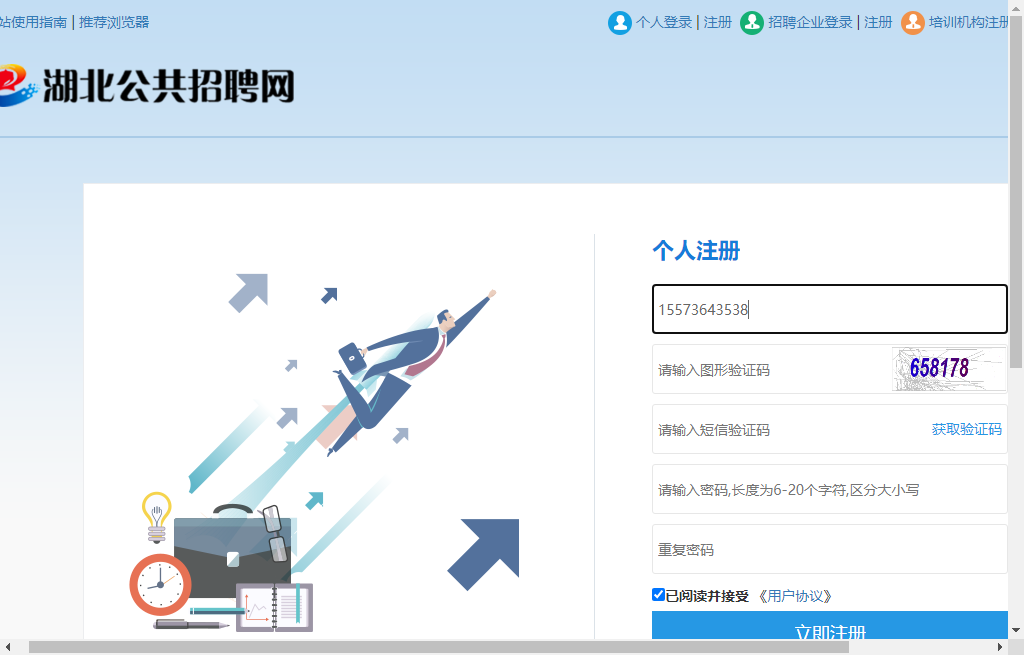 站使用指南 | 推荐浏览器
个人登录 | 注册 招聘企业登录 | 注册 培训机构注册
湖北公共招聘网
个人注册
15573643538
请输入图形验证码 658178
请输入短信验证码 获取验证码
请输入密码,长度为6-20个字符,区分大小写
重复密码
已阅读并接受 《用户协议》
立即注册